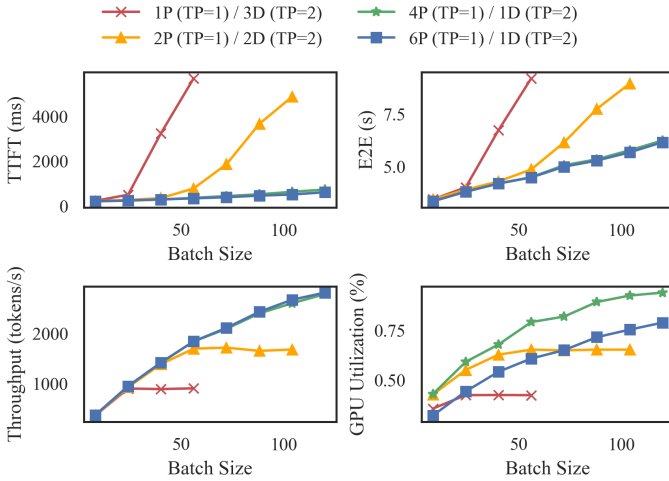 1P (TP=1) / 3D (TP=2)
4P (TP=1) / 1D (TP=2)
2P (TP=1) / 2D (TP=2)
6P (TP=1) / 1D (TP=2)
TTFT (ms)
4000
2000
0
50
100
Batch Size
E2E (s)
7.5
5.0
50
100
Batch Size
Throughput (tokens/s)
2000
1000
50
100
Batch Size
GPU Utilization (%)
0.75
0.50
50
100
Batch Size